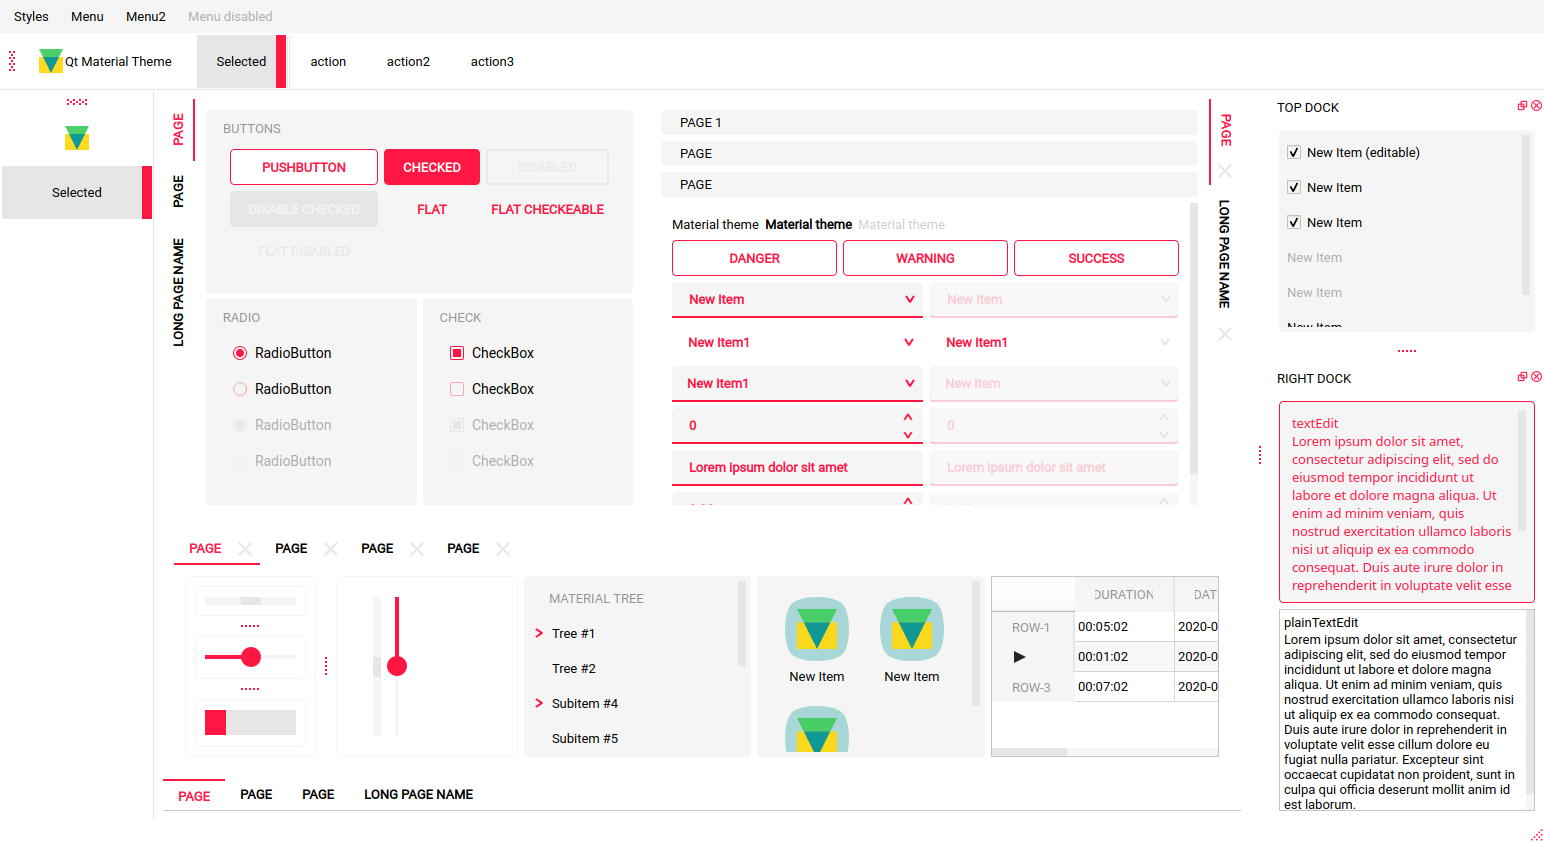 Styles Menu Menu2 Menu disabled
Qt Material Theme Selected action action2 action3
Selected
PAGE
PAGE
LONG PAGE NAME
BUTTONS
PUSHBUTTON CHECKED DISABLED
DISABLE CHECKED FLAT FLAT CHECKEABLE
FLAT DISABLED
RADIO
RadioButton
RadioButton
RadioButton
RadioButton
CHECK
CheckBox
CheckBox
CheckBox
CheckBox
PAGE 1
PAGE
PAGE
Material theme Material theme Material theme
DANGER WARNING SUCCESS
New Item New Item
New Item1 New Item1
New Item1 New Item
0 0
Lorem ipsum dolor sit amet Lorem ipsum dolor sit amet
PAGE
LONG PAGE NAME
TOP DOCK
New Item (editable)
New Item
New Item
New Item
New Item
New Item
RIGHT DOCK
textEdit
Lorem ipsum dolor sit amet,
consectetur adipiscing elit, sed do
eiusmod tempor incididunt ut
labore et dolore magna aliqua. Ut
enim ad minim veniam, quis
nostrud exercitation ullamco laboris
nisi ut aliquip ex ea commodo
consequat. Duis aute irure dolor in
reprehenderit in voluptate velit esse
plainTextEdit
Lorem ipsum dolor sit amet, consectetur
adipiscing elit, sed do eiusmod tempor
incididunt ut labore et dolore magna
aliqua. Ut enim ad minim veniam, quis
nostrud exercitation ullamco laboris nisi
ut aliquip ex ea commodo consequat.
Duis aute irure dolor in reprehenderit in
voluptate velit esse cillum dolore eu
fugiat nulla pariatur. Excepteur sint
occaecat cupidatat non proident, sunt in
culpa qui officia deserunt mollit anim id
est laborum.
PAGE PAGE PAGE PAGE
MATERIAL TREE
Tree #1
Tree #2
Subitem #4
Subitem #5
New Item New Item
DURATION DAT
ROW-1 00:05:02 2020-0
00:01:02 2020-0
ROW-3 00:07:02 2020-0
PAGE PAGE PAGE LONG PAGE NAME